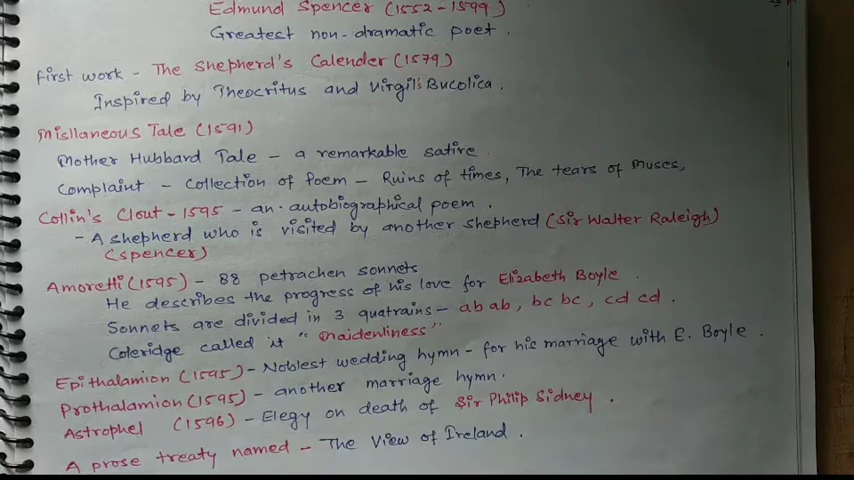 Edmund Spencer (1552-1599)
Greatest non-dramatic poet.
First work - The Shepherd's Calender (1579)
Inspired by Theocritus and Virgil's Bucolica.
Misllaneous Tale (1591)
Mother Hubbard Tale - a remarkable satire.
Complaint - Collection of Poem - Ruins of times, The tears of Muses,
Collin's Clout - 1595 - an autobiographical poem.
- A shepherd who is visited by another shepherd (Sir Walter Raleigh)
(Spencer)
Amoretti (1595) - 88 petrachen sonnets
He describes the progress of his love for Elizabeth Boyle.
Sonnets are divided in 3 quatrains - ab ab, bc bc, cd cd.
Coleridge called it "Maidenliness"
Epithalamion (1595) - Noblest wedding hymn - for his marriage with E. Boyle.
Prothalamion (1595) - another marriage hymn.
Astrophel (1596) - Elegy on death of Sir Philip Sidney.
A prose treaty named - The View of Ireland.